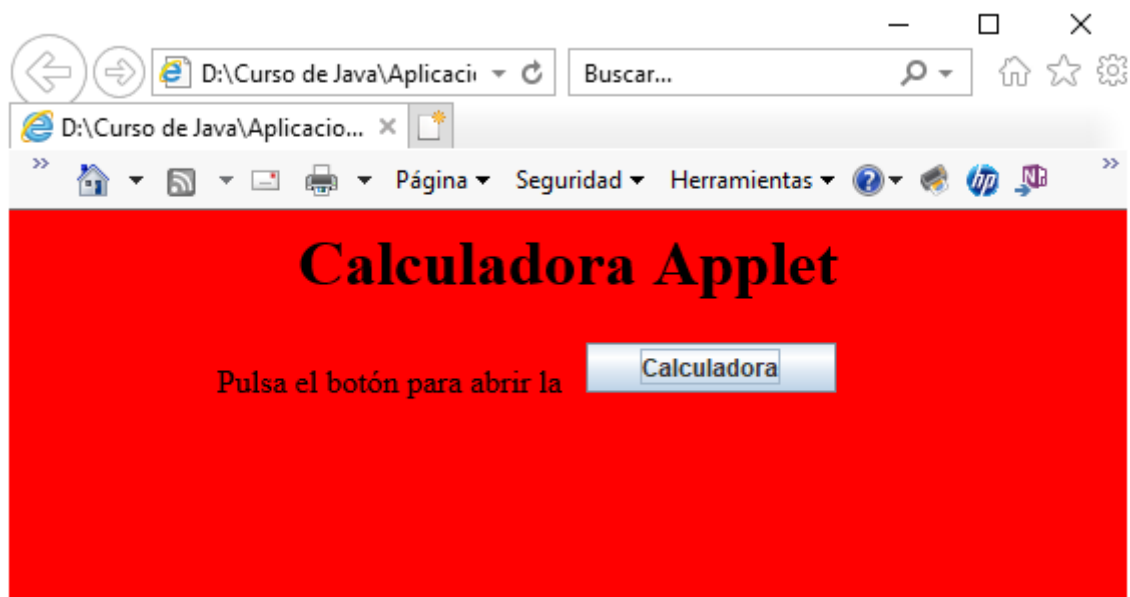 D:\Curso de Java\Aplicaci
Buscar...
D:\Curso de Java\Aplicacio...
Página Seguridad Herramientas
hp
Calculadora Applet
Pulsa el botón para abrir la
Calculadora